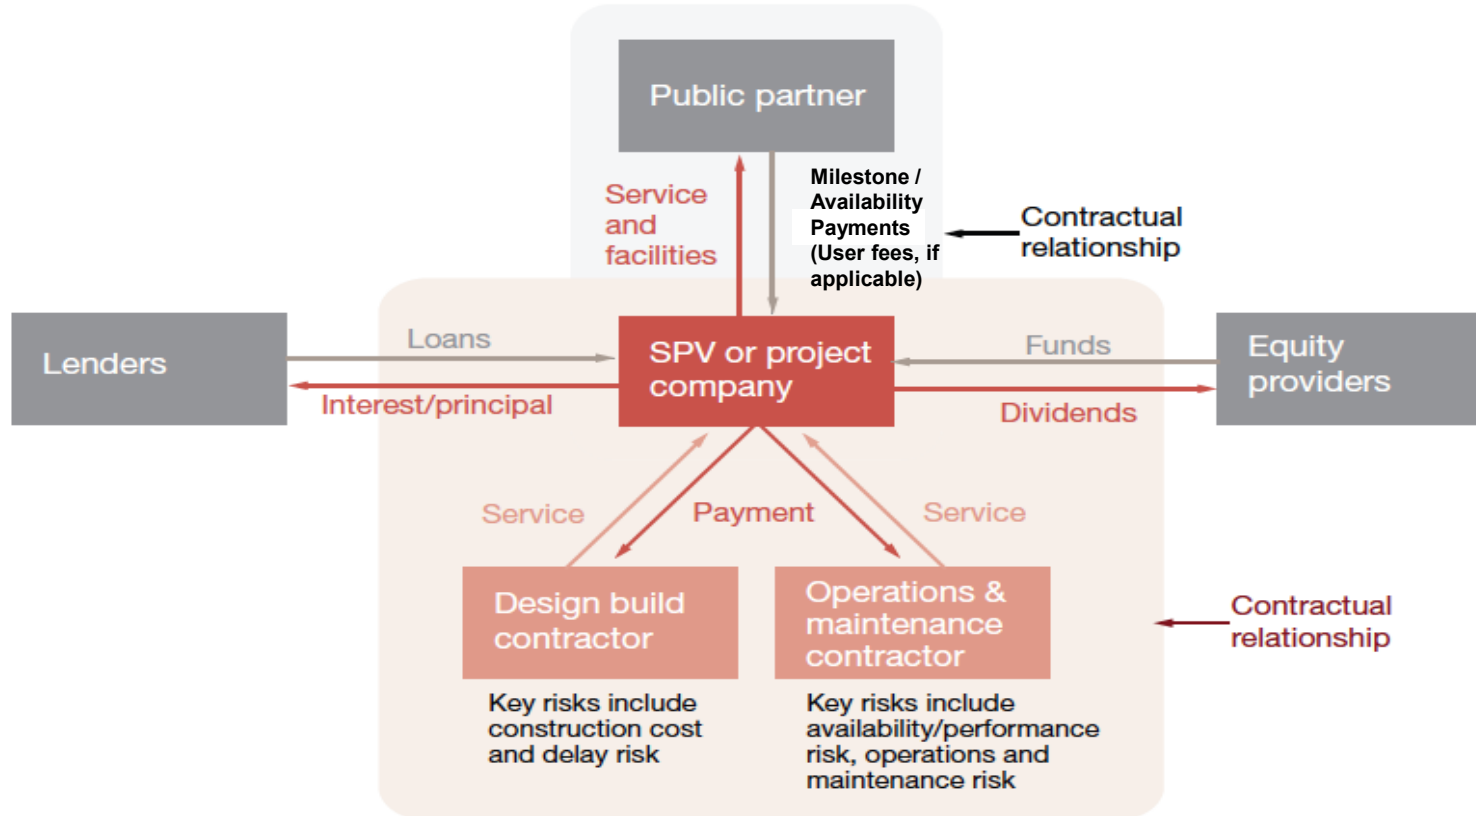 Public partner
Service
and
facilities
Milestone /
Availability
Payments
(User fees, if
applicable)
Contractual
relationship
Lenders
Loans
Interest/principal
SPV or project
company
Funds
Dividends
Equity
providers
Service
Payment
Service
Design build
contractor
Operations &
maintenance
contractor
Contractual
relationship
Key risks include
construction cost
and delay risk
Key risks include
availability/performance
risk, operations and
maintenance risk